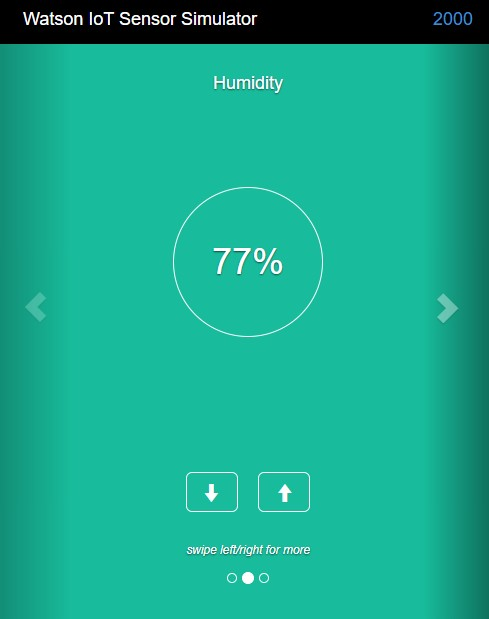 Watson IoT Sensor Simulator 2000
Humidity
77%
swipe left/right for more